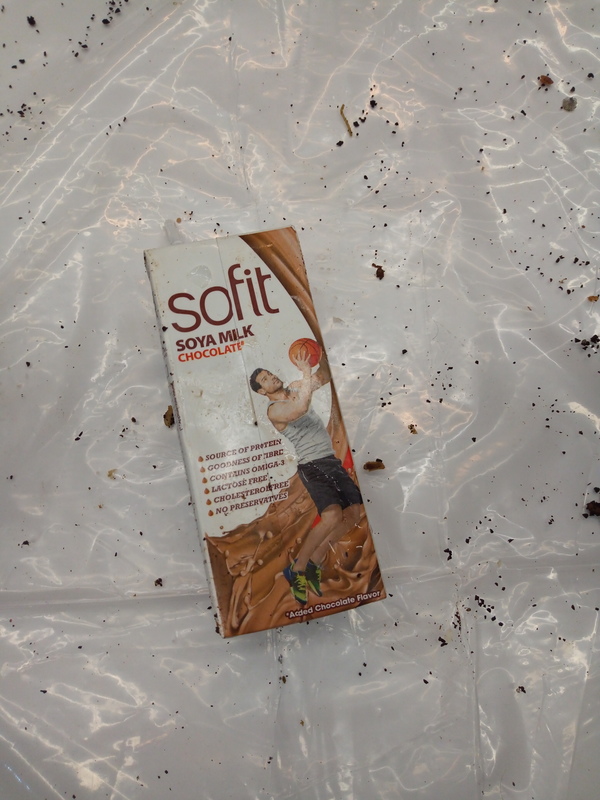 sofit
SOYA MILK
CHOCOLATE*
SOURCE OF PROTEIN
GOODNESS OF FIBRE
CONTAINS OMEGA-3
LACTOSE FREE
CHOLESTEROL FREE
NO PRESERVATIVES
*Added Chocolate Flavor